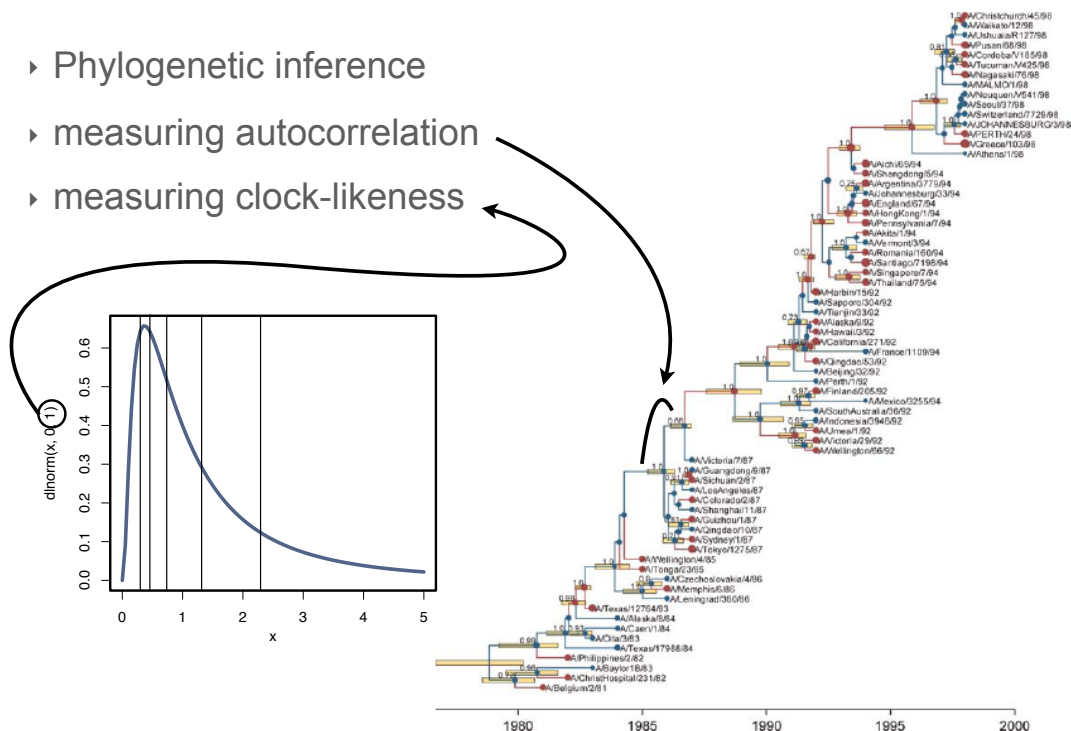 ‣ Phylogenetic inference
‣ measuring autocorrelation
‣ measuring clock-likeness
dlnorm(x, 0, 1)
0.0
0.1
0.2
0.3
0.4
0.5
0.6
0
1
2
3
4
5
x
A/Christchurch/45/98
A/Waikato/12/98
A/Ushuaia/R127/98
A/Pusan/68/98
A/Cordoba/V185/98
A/Tucuman/V425/98
A/Nagasaki/76/98
A/MALMO/1/98
A/Neuquen/V541/98
A/Seoul/37/98
A/Switzerland/7729/98
A/JOHANNESBURG/3/98
A/PERTH/24/98
A/Greece/103/98
A/Athens/1/98
A/Aichi/69/94
A/Shangdong/5/94
A/Argentina/3779/94
A/Johannesburg/33/94
A/England/67/94
A/HongKong/1/94
A/Pennsylvania/7/94
A/Akita/1/94
A/Vermont/3/94
A/Romania/160/94
A/Santiago/7198/94
A/Singapore/7/94
A/Thailand/75/94
A/Harbin/15/92
A/Sapporo/304/92
A/Tianjin/33/92
A/Alaska/9/92
A/Hawaii/3/92
A/California/271/92
A/France/1109/94
A/Qingdao/53/92
A/Beijing/32/92
A/Perth/1/92
A/Finland/205/92
A/Mexico/3255/94
A/SouthAustralia/36/92
A/Indonesia/3946/92
A/Umea/1/92
A/Victoria/29/92
A/Wellington/66/92
A/Victoria/7/87
A/Guangdong/9/87
A/Sichuan/2/87
A/LosAngeles/87
A/Colorado/2/87
A/Shanghai/11/87
A/Guizhou/1/87
A/Qingdao/10/87
A/Sydney/1/87
A/Tokyo/1275/87
A/Wellington/4/85
A/Tonga/23/85
A/Czechoslovakia/4/86
A/Memphis/6/86
A/Leningrad/360/86
A/Texas/12764/83
A/Alaska/8/84
A/Caen/1/84
A/Oita/3/83
A/Texas/17988/84
A/Philippines/2/82
A/Baylor1B/83
A/ChristHospital/231/82
A/Belgium/2/81
1980
1985
1990
1995
2000